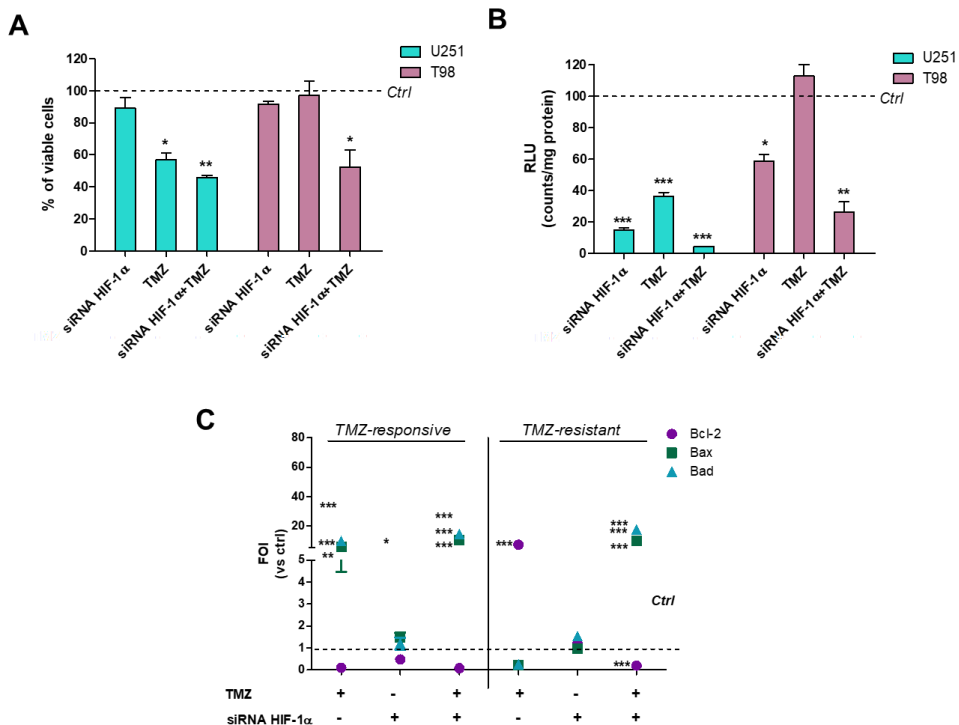 A
U251
T98
120
100
80
60
40
20
0
% of viable cells
Ctrl
*
**
*
siRNA HIF-1α
TMZ
siRNA HIF-1α+TMZ
siRNA HIF-1α
TMZ
siRNA HIF-1α+TMZ
B
U251
T98
120
100
80
60
40
20
0
RLU
(counts/mg protein)
Ctrl
***
***
***
*
**
siRNA HIF-1α
TMZ
siRNA HIF-1α+TMZ
siRNA HIF-1α
TMZ
siRNA HIF-1α+TMZ
C
TMZ-responsive
TMZ-resistant
Bcl-2
Bax
Bad
80
60
40
20
5
4
3
2
1
0
FOI
(vs ctrl)
***
***
**
*
***
***
***
***
***
***
***
***
Ctrl
TMZ + - + + - +
siRNA HIF-1α - + + - + +